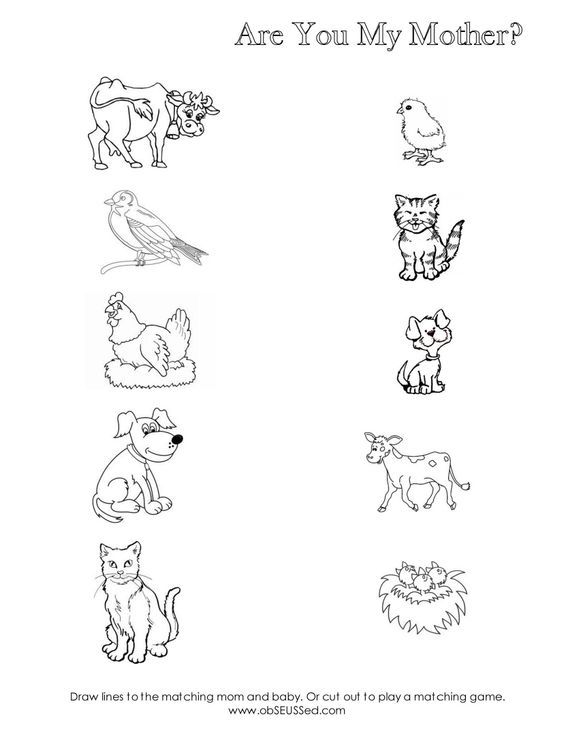 Are You My Mother?
Draw lines to the matching mom and baby. Or cut out to play a matching game.
www.obSEUSSed.com